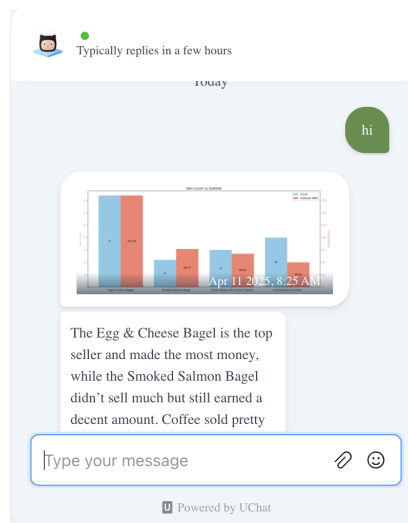 Typically replies in a few hours
Today
hi
Item Count vs Subtotal
Apr 11 2025, 8:25 AM
The Egg & Cheese Bagel is the top
seller and made the most money,
while the Smoked Salmon Bagel
didn't sell much but still earned a
decent amount. Coffee sold pretty
Type your message
Powered by UChat